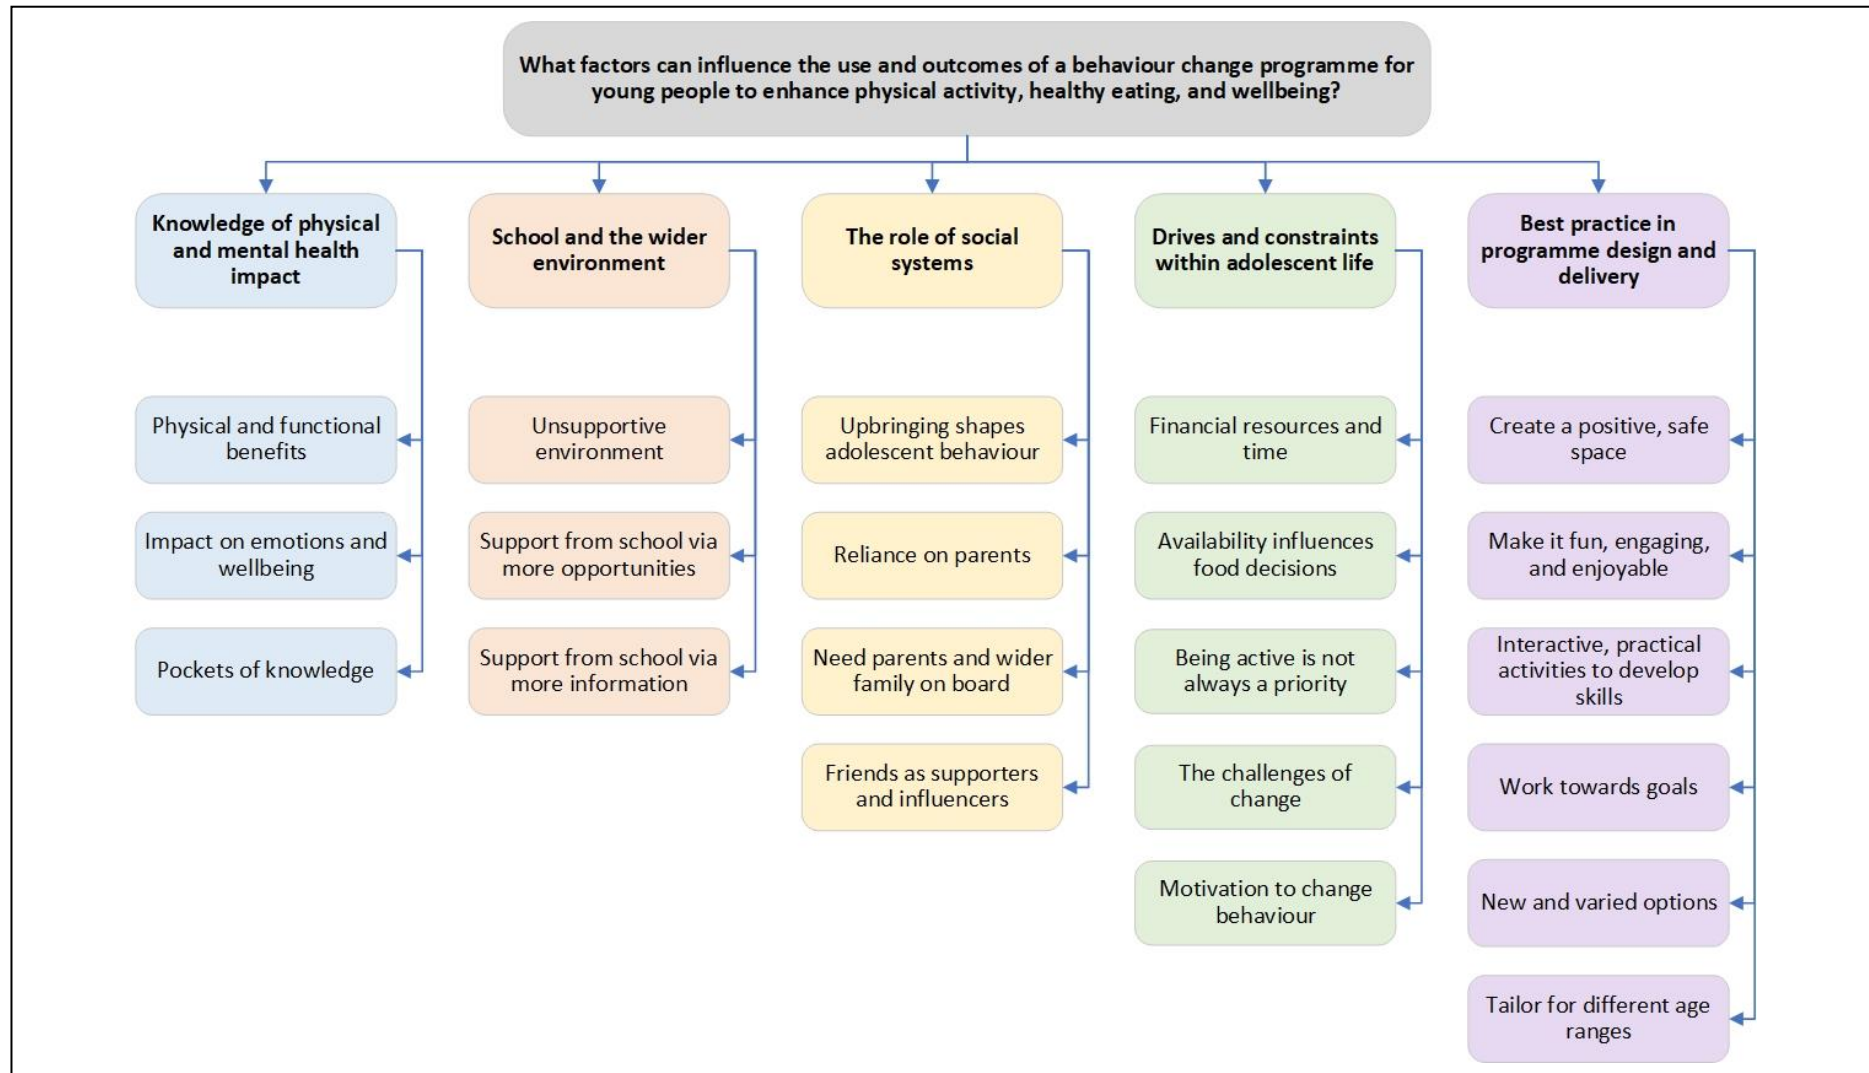 What factors can influence the use and outcomes of a behaviour change programme for
young people to enhance physical activity, healthy eating, and wellbeing?
Knowledge of physical
and mental health
impact
Physical and functional
benefits
Impact on emotions and
wellbeing
Pockets of knowledge
School and the wider
environment
Unsupportive
environment
Support from school via
more opportunities
Support from school via
more information
The role of social
systems
Upbringing shapes
adolescent behaviour
Reliance on parents
Need parents and wider
family on board
Friends as supporters
and influencers
Drives and constraints
within adolescent life
Financial resources and
time
Availability influences
food decisions
Being active is not
always a priority
The challenges of
change
Motivation to change
behaviour
Best practice in
programme design and
delivery
Create a positive, safe
space
Make it fun, engaging,
and enjoyable
Interactive, practical
activities to develop
skills
Work towards goals
New and varied options
Tailor for different age
ranges